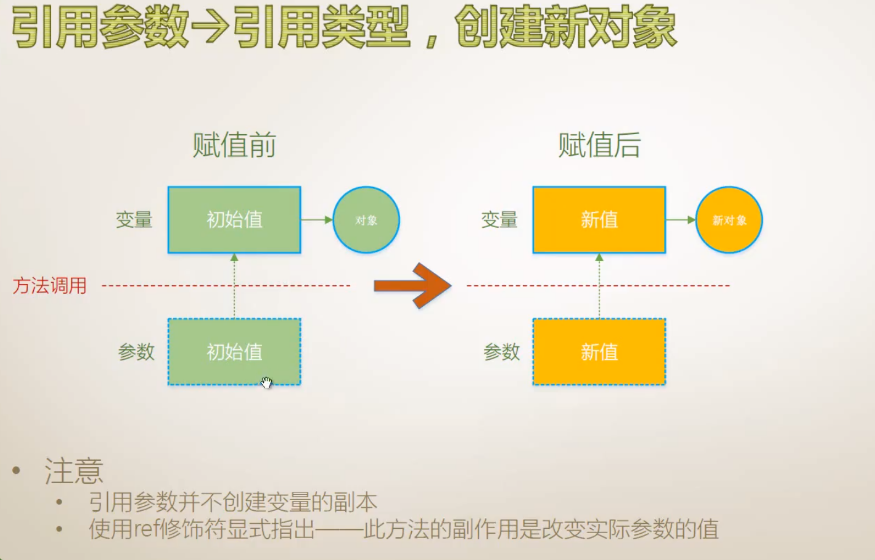 引用参数→引用类型，创建新对象
赋值前 赋值后
变量 初始值 对象 变量 新值 新对象
方法调用
参数 初始值 参数 新值
• 注意
• 引用参数并不创建变量的副本
• 使用ref修饰符显式指出——此方法的副作用是改变实际参数的值